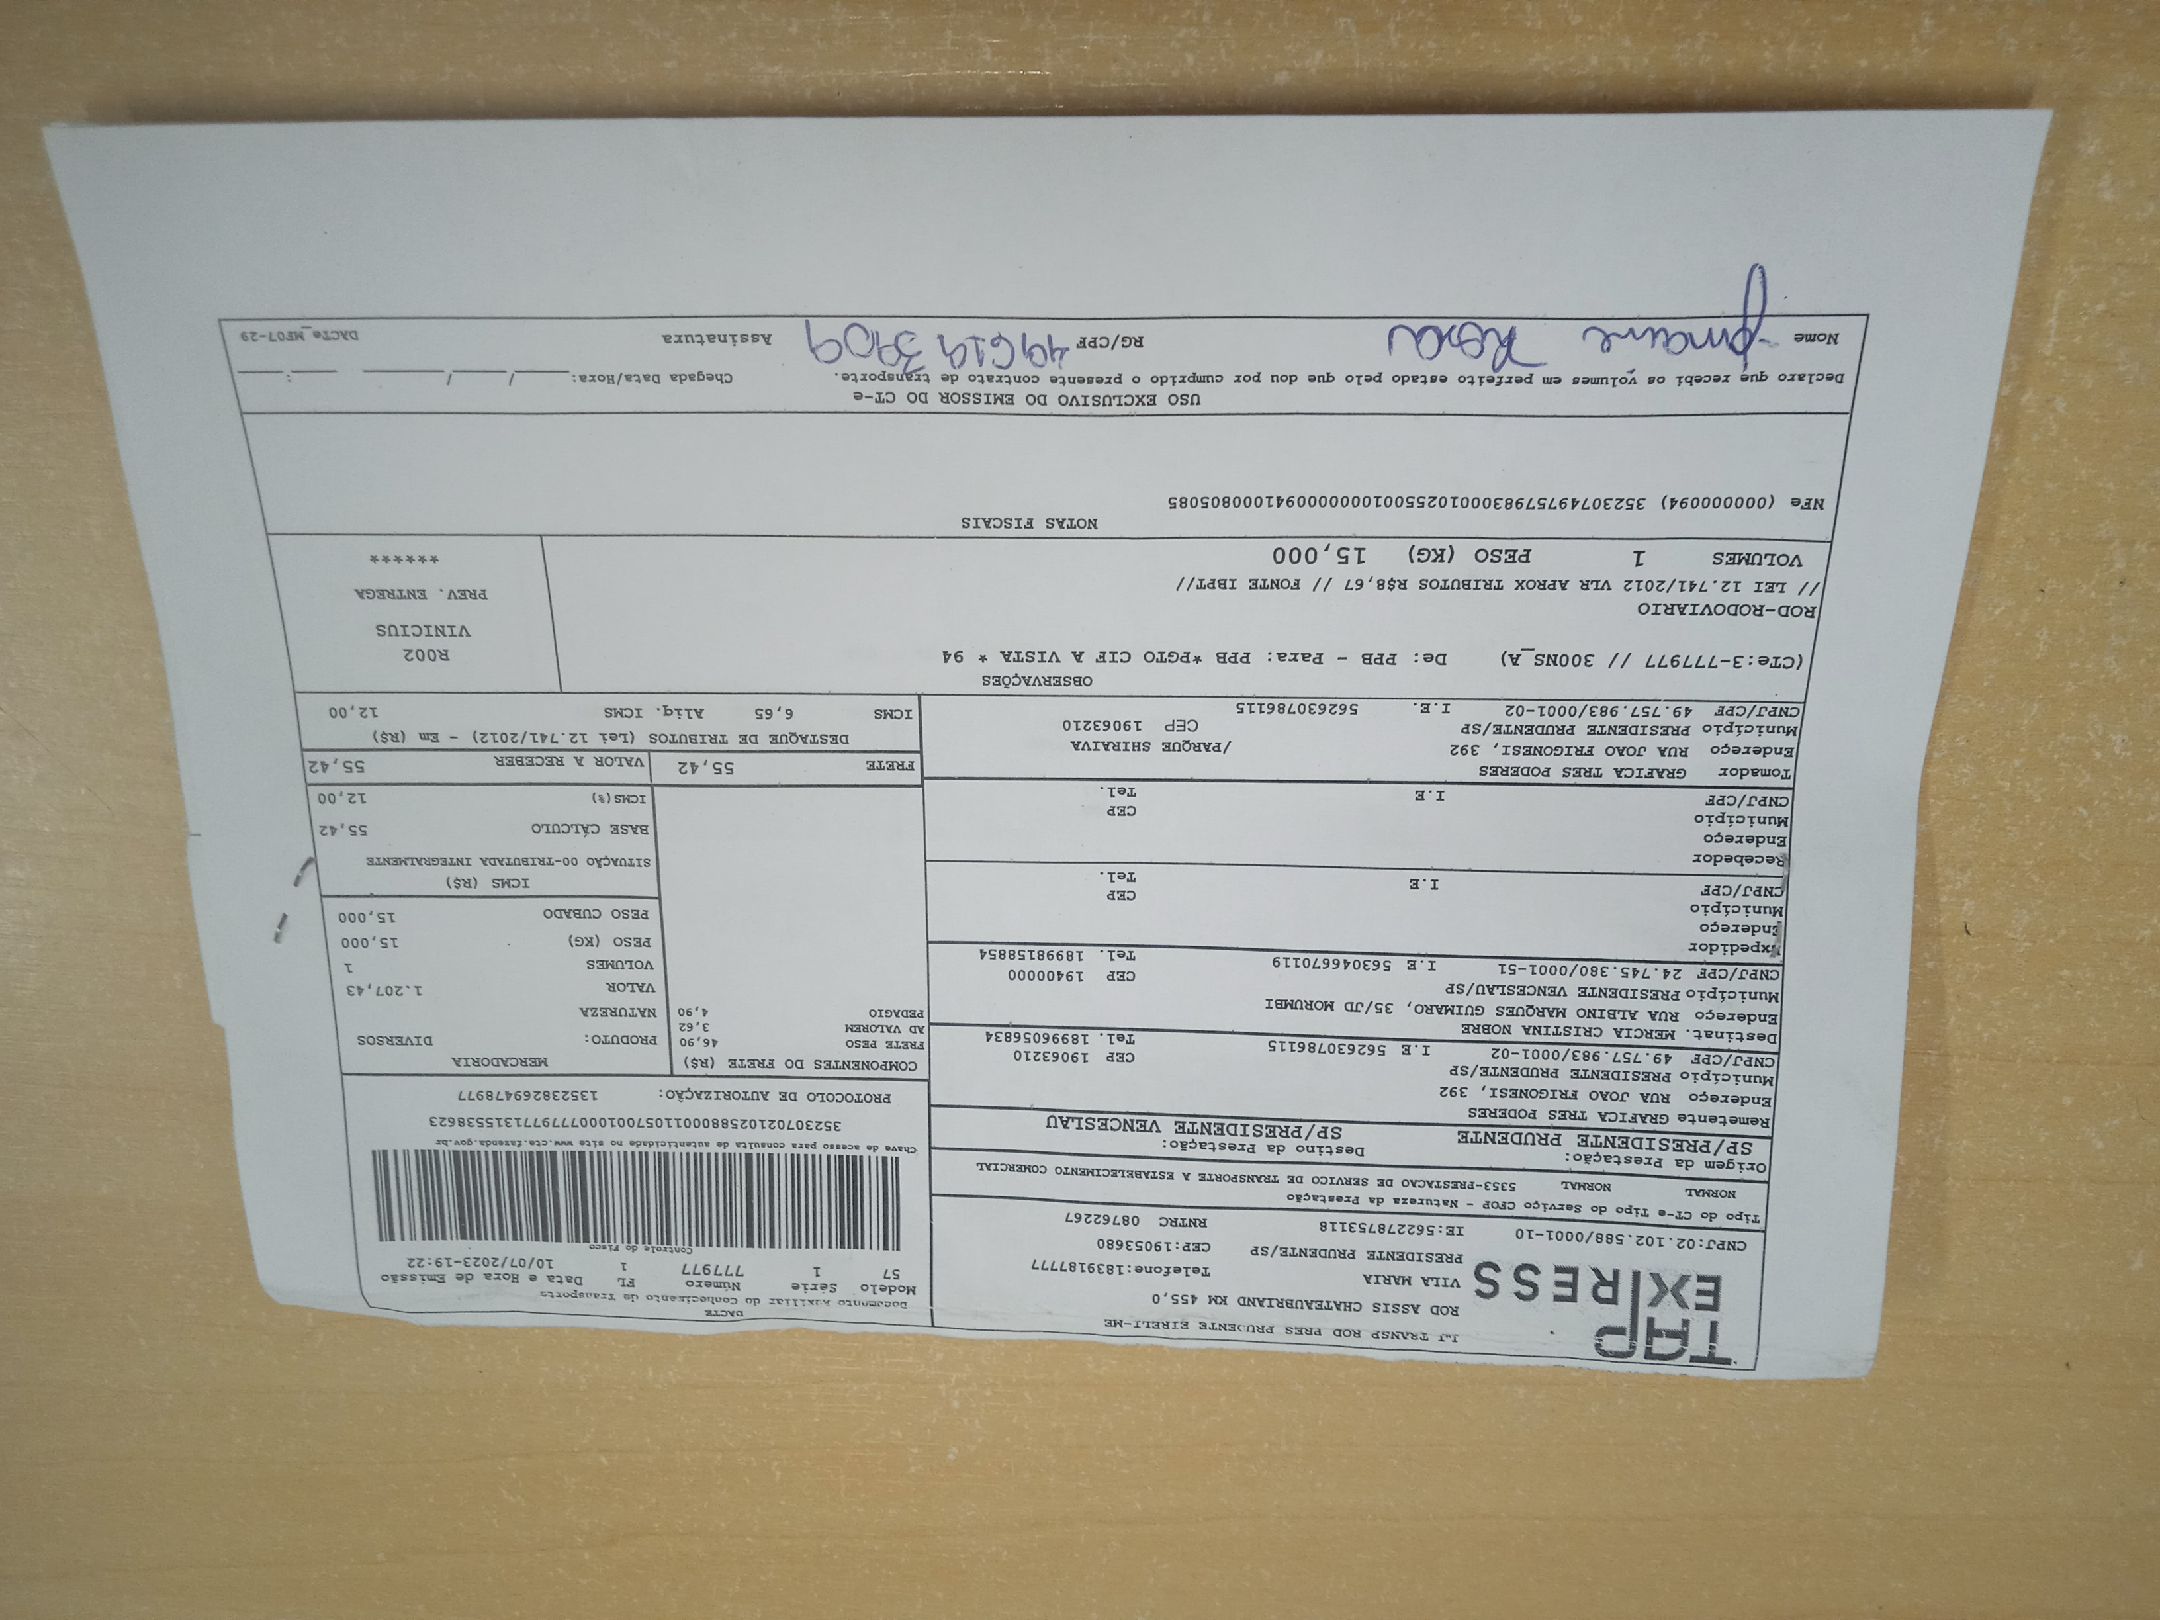 TAP
EXPRESS
J.J TRANSP ROD PRES PRUDENTE EIRELI-ME
ROD ASSIS CHATEAUBRIAND KM 455,0
VILA MARIA Telefone:1839187777
PRESIDENTE PRUDENTE/SP CEP:19053680
CNPJ:02.102.588/0001-10 IE:562278753118 RNTRC 08762267
DACTE
Documento Auxiliar do Conhecimento de Transporte
Modelo Série Número FL Data e Hora de Emissão
57 1 777977 1 10/07/2023-19:22
Controle do Fisco
Tipo do CT-e Tipo do Serviço CFOP - Natureza da Prestação
NORMAL NORMAL 5353-PRESTACAO DE SERVICO DE TRANSPORTE A ESTABELECIMENTO COMERCIAL
Origem da Prestação: Destino da Prestação:
SP/PRESIDENTE PRUDENTE SP/PRESIDENTE VENCESLAU
Chave de acesso para consulta de autenticidade no site www.cte.fazenda.gov.br
35230702102588000110570010007779771315538623
PROTOCOLO DE AUTORIZAÇÃO: 135238269478977
Remetente GRAFICA TRES PODERES
Endereço RUA JOAO FRIGONESI, 392
Município PRESIDENTE PRUDENTE/SP CEP 19063210
CNPJ/CPF 49.757.983/0001-02 I.E 562630786115 Tel. 18996056834
Destinat. MERCIA CRISTINA NOBRE
Endereço RUA ALBINO MARQUES GUIMARO, 35/JD MORUMBI
Município PRESIDENTE VENCESLAU/SP CEP 19400000
CNPJ/CPF 24.745.380/0001-51 I.E 563046670119 Tel. 18998158854
Expedidor
Endereço
Município CEP
CNPJ/CPF I.E Tel.
Recebedor
Endereço
Município CEP
CNPJ/CPF I.E Tel.
Tomador GRAFICA TRES PODERES
Endereço RUA JOAO FRIGONESI, 392 /PARQUE SHIRAIVA
Município PRESIDENTE PRUDENTE/SP CEP 19063210
CNPJ/CPF 49.757.983/0001-02 I.E. 562630786115
COMPONENTES DO FRETE (R$)
FRETE PESO 46,90
AD VALOREM 3,62
PEDAGIO 4,90
MERCADORIA
PRODUTO: DIVERSOS
NATUREZA
VALOR 1.207,43
VOLUMES 1
PESO (KG) 15,000
PESO CUBADO 15,000
ICMS (R$)
SITUAÇÃO 00-TRIBUTADA INTEGRALMENTE
BASE CÁLCULO 55,42
ICMS(%) 12,00
FRETE 55,42 VALOR A RECEBER 55,42
DESTAQUE DE TRIBUTOS (Lei 12.741/2012) - Em (R$)
ICMS 6,65 Aliq. ICMS 12,00
OBSERVAÇÕES
(CTe:3-777977 // 300NS_A) De: PPB - Para: PPB *PGTO CIF A VISTA * 94
ROD-RODOVIARIO
// LEI 12.741/2012 VLR APROX TRIBUTOS R$8,67 // FONTE IBPT//
VOLUMES 1 PESO (KG) 15,000
R002
VINICIUS
PREV. ENTREGA
******
NOTAS FISCAIS
NFe (00000094) 35230749757983000102550010000000941000805085
USO EXCLUSIVO DO EMISSOR DO CT-e
Declaro que recebi os volumes em perfeito estado pelo que dou por cumprido o presente contrato de transporte. Chegada Data/Hora:____/____/______ ___:___
Nome Rosa RG/CPF 49619 3909 Assinatura DACTe_MF07-29